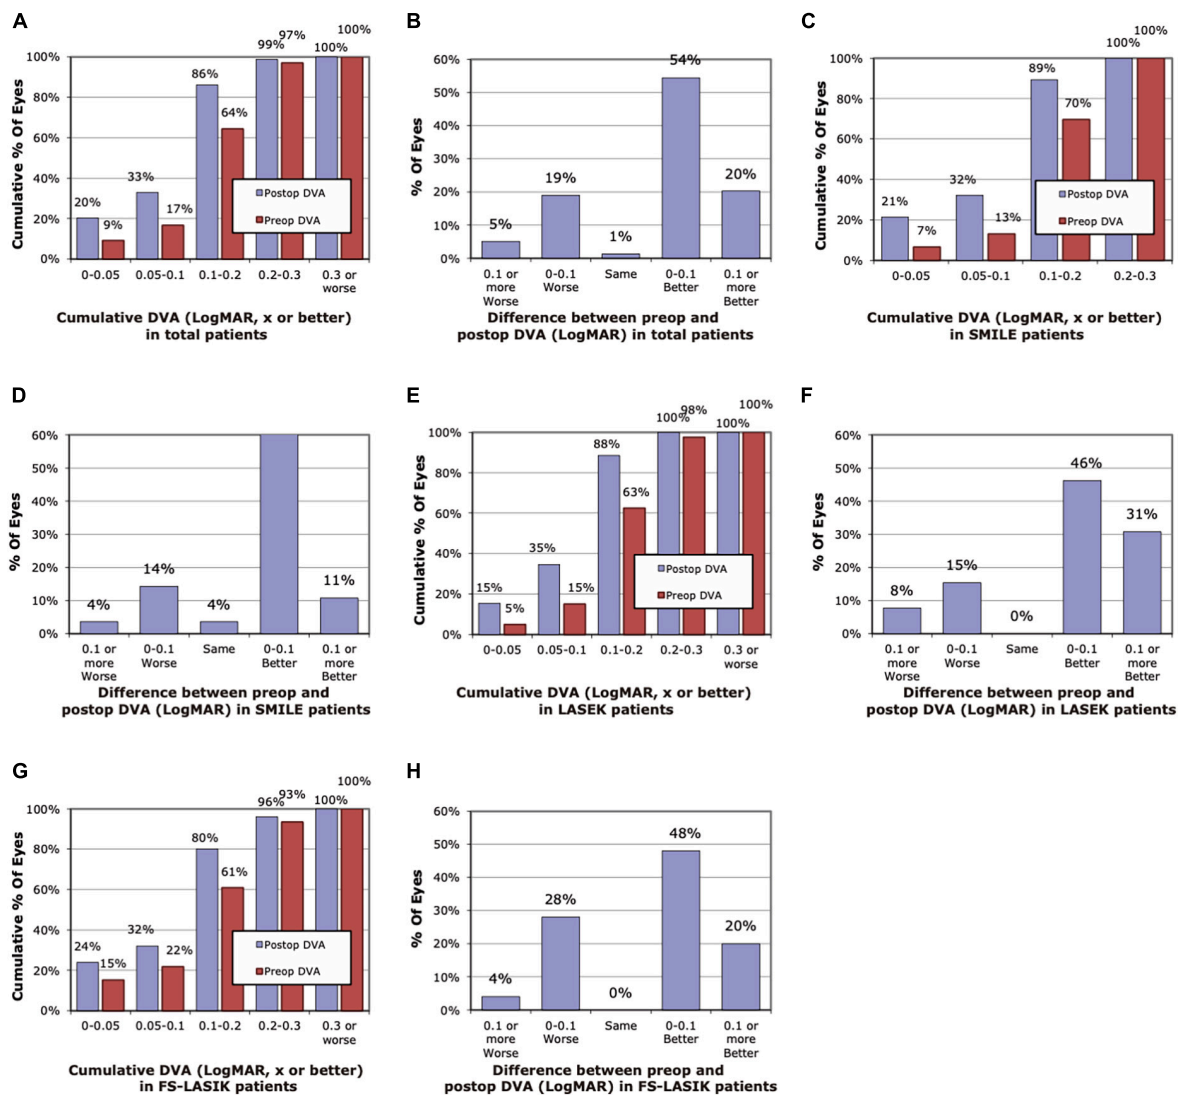 A
100%
99%
97%
100%
100%
86%
80%
64%
60%
40%
33%
20%
20%
17%
9%
0%
Cumulative % Of Eyes
Postop DVA
Preop DVA
0-0.05 0.05-0.1 0.1-0.2 0.2-0.3 0.3 or
worse
Cumulative DVA (LogMAR, x or better)
in total patients
B
60%
54%
50%
40%
30%
20%
20%
19%
10%
5%
1%
0%
% Of Eyes
0.1 or 0-0.1 Same 0-0.1 0.1 or
more Worse Better more
Worse Better
Difference between preop and
postop DVA (LogMAR) in total patients
C
100%
100%
100%
89%
80%
70%
60%
40%
32%
21%
20%
13%
7%
0%
Cumulative % Of Eyes
Postop DVA
Preop DVA
0-0.05 0.05-0.1 0.1-0.2 0.2-0.3
Cumulative DVA (LogMAR, x or better)
in SMILE patients
D
60%
50%
40%
30%
20%
14%
11%
10%
4%
4%
0%
% Of Eyes
0.1 or 0-0.1 Same 0-0.1 0.1 or
more Worse Better more
Worse Better
Difference between preop and
postop DVA (LogMAR) in SMILE patients
E
100%
100%
98%
100%
100%
88%
80%
63%
60%
40%
35%
20%
15%
15%
5%
0%
Cumulative % Of Eyes
Postop DVA
Preop DVA
0-0.05 0.05-0.1 0.1-0.2 0.2-0.3 0.3 or
worse
Cumulative DVA (LogMAR, x or better)
in LASEK patients
F
60%
50%
46%
40%
31%
30%
20%
15%
10%
8%
0%
0%
% Of Eyes
0.1 or 0-0.1 Same 0-0.1 0.1 or
more Worse Better more
Worse Better
Difference between preop and
postop DVA (LogMAR) in LASEK patients
G
100%
96%
93%
100%
100%
80%
80%
61%
60%
40%
32%
24%
22%
20%
15%
0%
Cumulative % Of Eyes
Postop DVA
Preop DVA
0-0.05 0.05-0.1 0.1-0.2 0.2-0.3 0.3 or
worse
Cumulative DVA (LogMAR, x or better)
in FS-LASIK patients
H
60%
50%
48%
40%
30%
28%
20%
20%
10%
4%
0%
0%
% Of Eyes
0.1 or 0-0.1 Same 0-0.1 0.1 or
more Worse Better more
Worse Better
Difference between preop and
postop DVA (LogMAR) in FS-LASIK patients